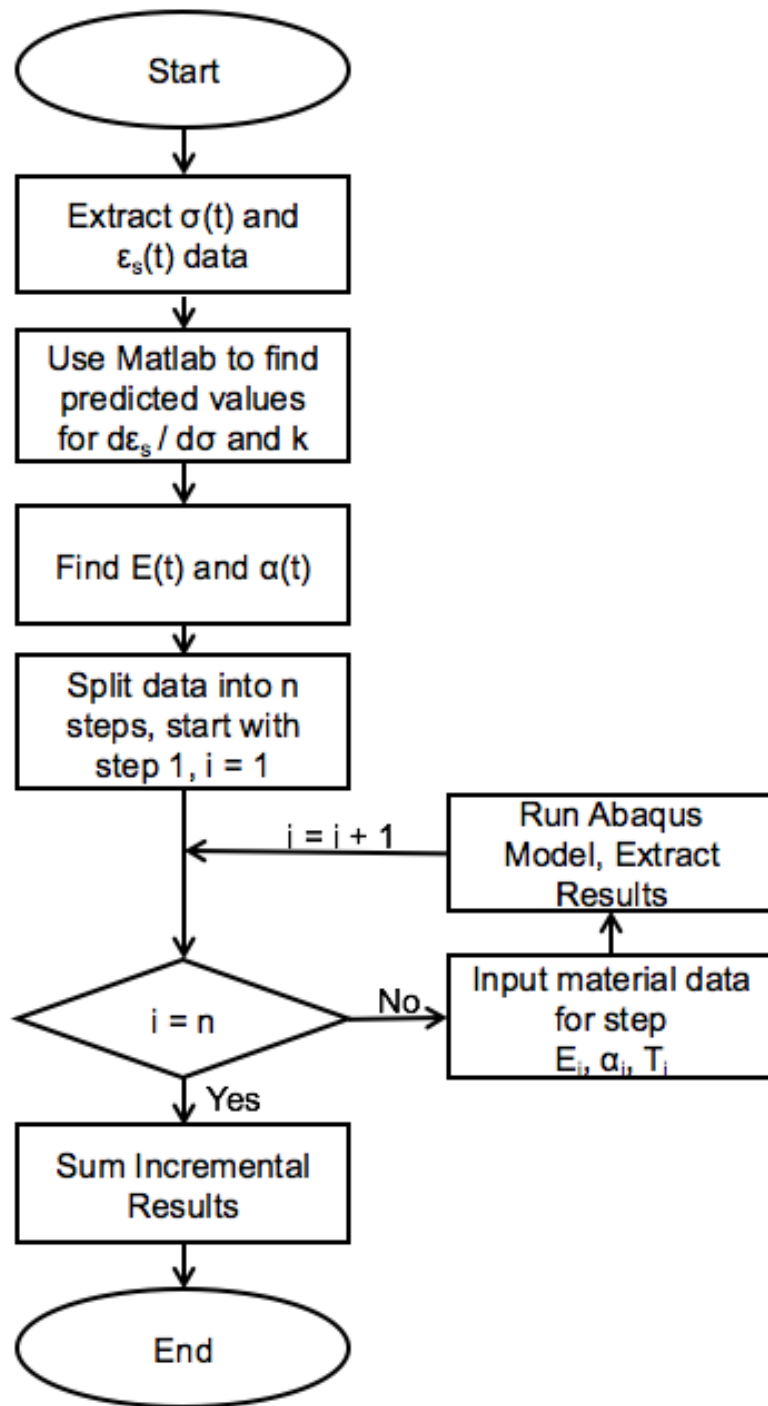 Start
Extract σ(t) and
εₛ(t) data
Use Matlab to find
predicted values
for dεₛ / dσ and k
Find E(t) and α(t)
Split data into n
steps, start with
step 1, i = 1
i = i + 1
Run Abaqus
Model, Extract
Results
i = n
No
Input material data
for step
Eᵢ, αᵢ, Tᵢ
Yes
Sum Incremental
Results
End